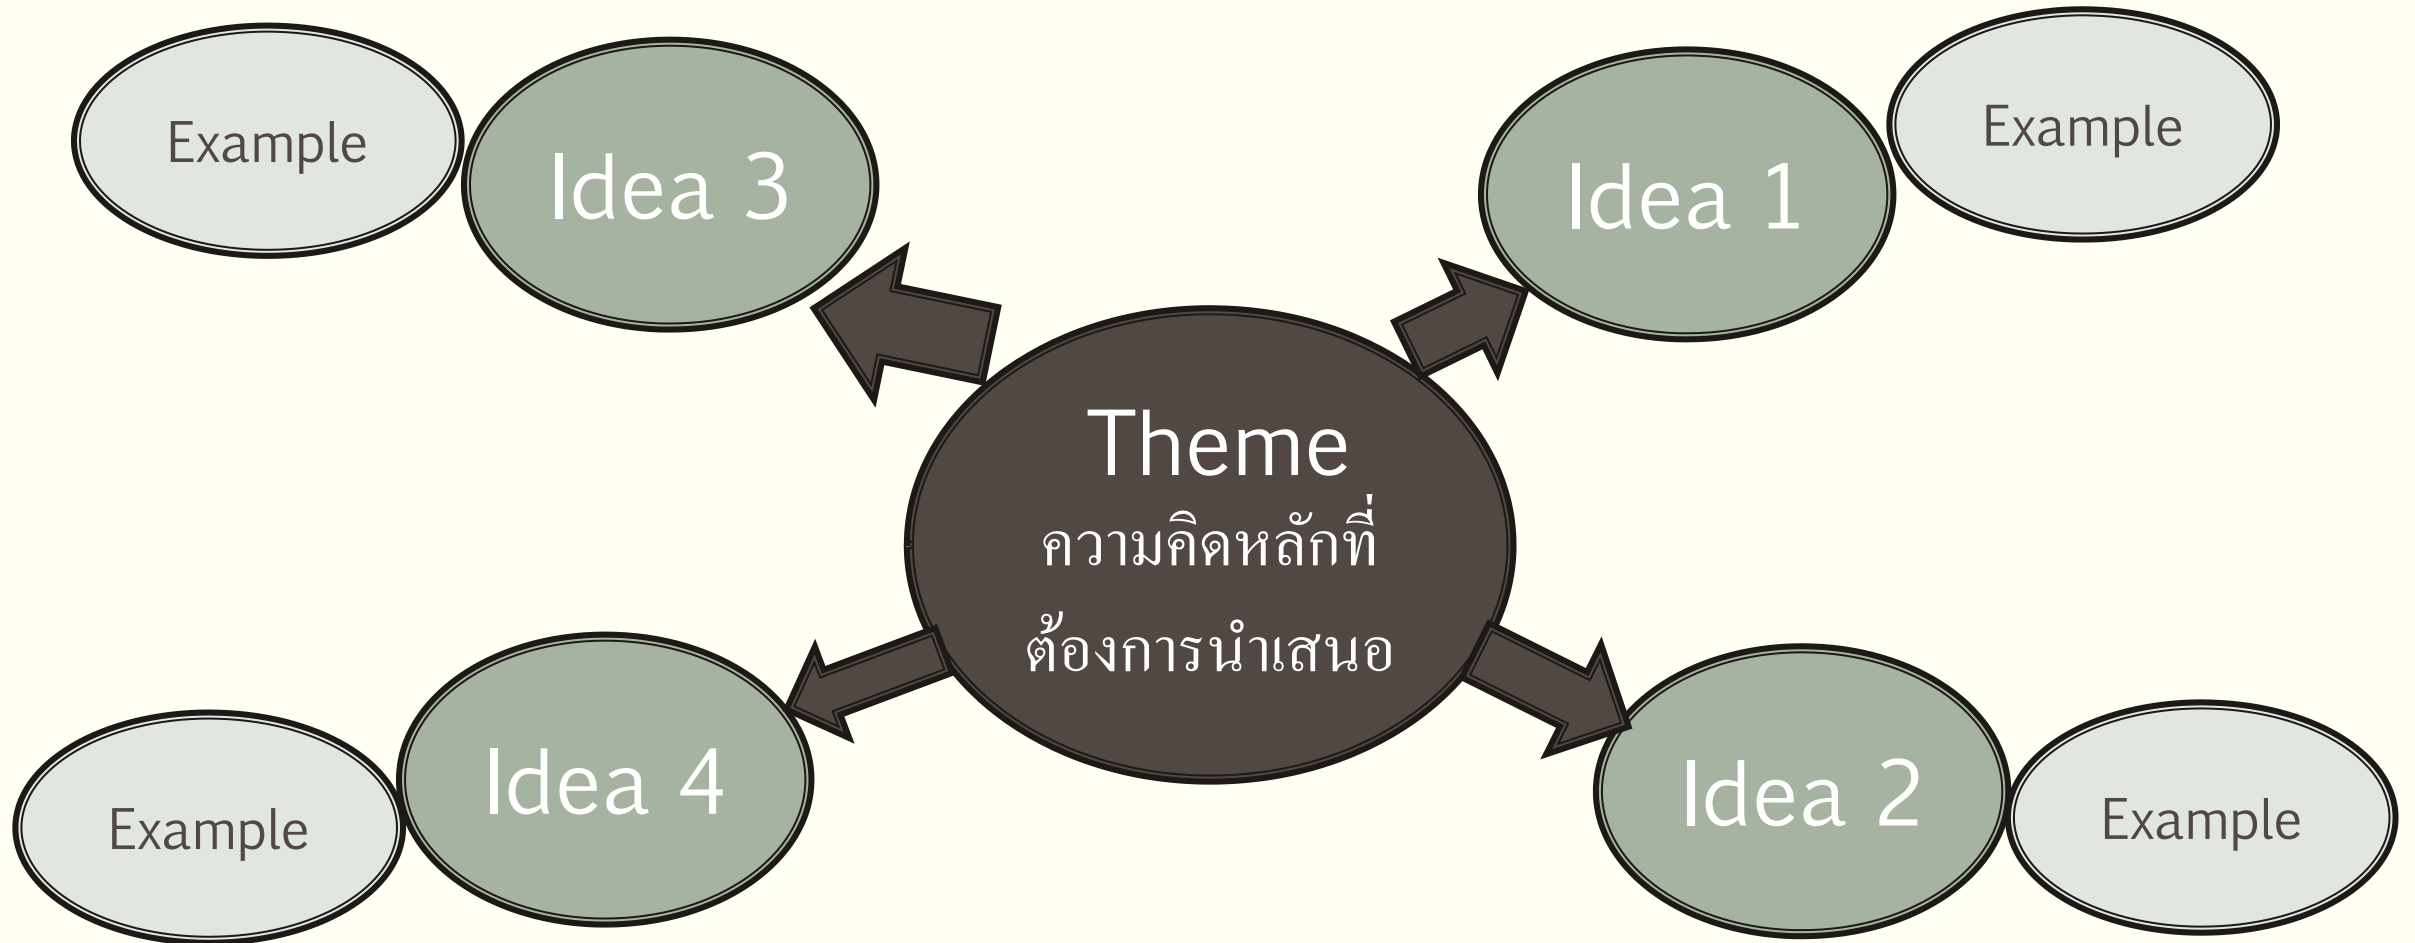 Example
Idea 3
Idea 1
Example
Theme
ความคิดหลักที่
ต้องการนำเสนอ
Example
Idea 4
Idea 2
Example